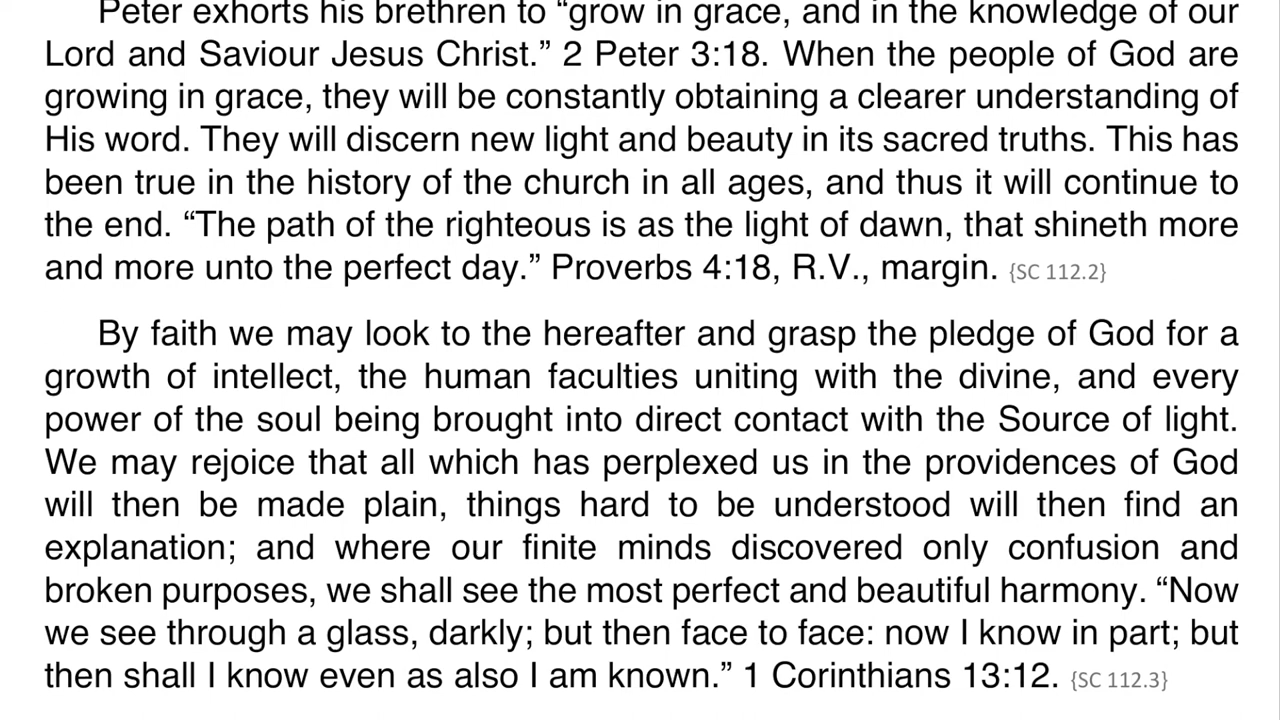 Peter exhorts his brethren to “grow in grace, and in the knowledge of our
Lord and Saviour Jesus Christ.” 2 Peter 3:18. When the people of God are
growing in grace, they will be constantly obtaining a clearer understanding of
His word. They will discern new light and beauty in its sacred truths. This has
been true in the history of the church in all ages, and thus it will continue to
the end. “The path of the righteous is as the light of dawn, that shineth more
and more unto the perfect day.” Proverbs 4:18, R.V., margin. {SC 112.2}
By faith we may look to the hereafter and grasp the pledge of God for a
growth of intellect, the human faculties uniting with the divine, and every
power of the soul being brought into direct contact with the Source of light.
We may rejoice that all which has perplexed us in the providences of God
will then be made plain, things hard to be understood will then find an
explanation; and where our finite minds discovered only confusion and
broken purposes, we shall see the most perfect and beautiful harmony. “Now
we see through a glass, darkly; but then face to face: now I know in part; but
then shall I know even as also I am known.” 1 Corinthians 13:12. {SC 112.3}